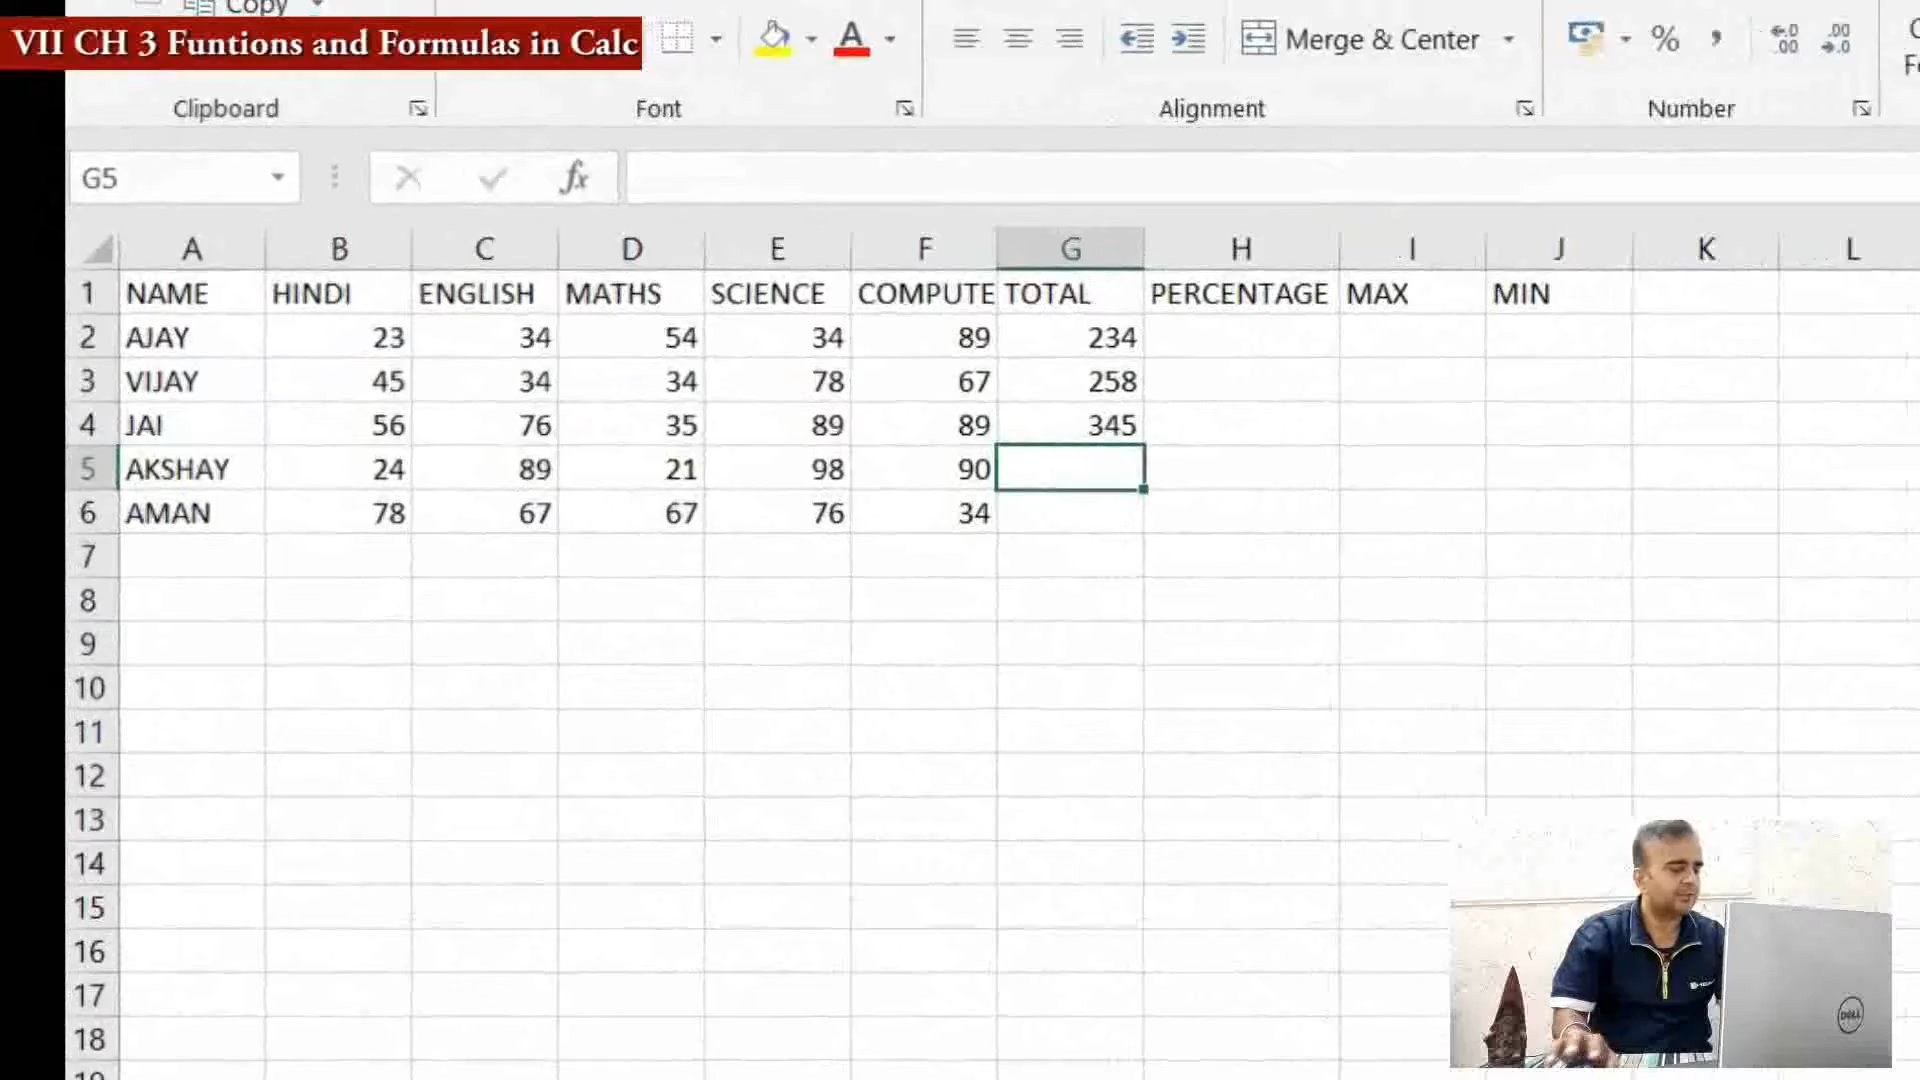 Copy
VII CH 3 Funtions and Formulas in Calc
A
Merge & Center
%
Clipboard
Font
Alignment
Number
G5
fx
A B C D E F G H I J K L
1 NAME HINDI ENGLISH MATHS SCIENCE COMPUTE TOTAL PERCENTAGE MAX MIN
2 AJAY 23 34 54 34 89 234
3 VIJAY 45 34 34 78 67 258
4 JAI 56 76 35 89 89 345
5 AKSHAY 24 89 21 98 90
6 AMAN 78 67 67 76 34
7
8
9
10
11
12
13
14
15
16
17
18
DELL